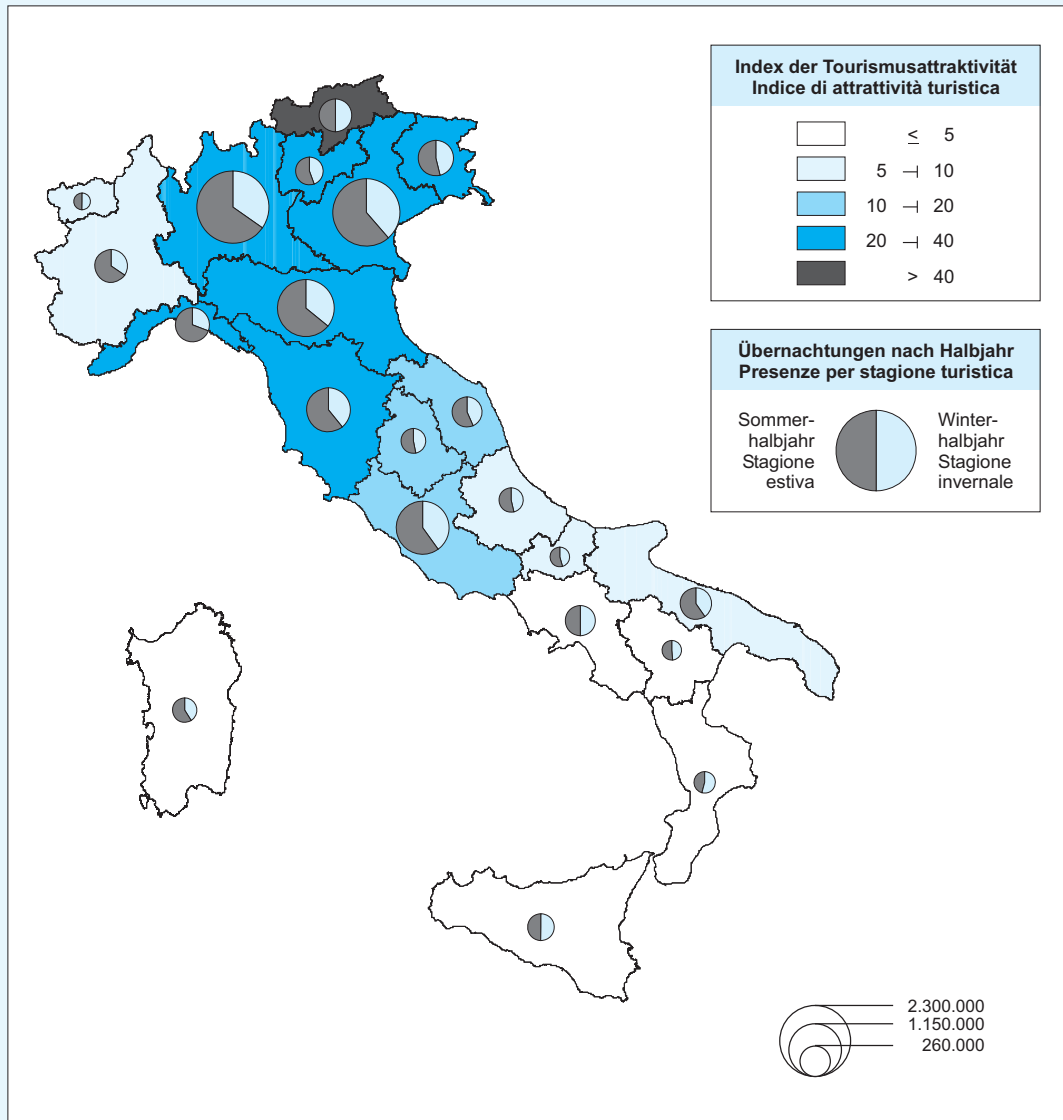 Index der Tourismusattraktivität
Indice di attrattività turistica
≤ 5
5 ⊣ 10
10 ⊣ 20
20 ⊣ 40
> 40
Übernachtungen nach Halbjahr
Presenze per stagione turistica
Sommer-
halbjahr
Stagione
estiva
Winter-
halbjahr
Stagione
invernale
2.300.000
1.150.000
260.000